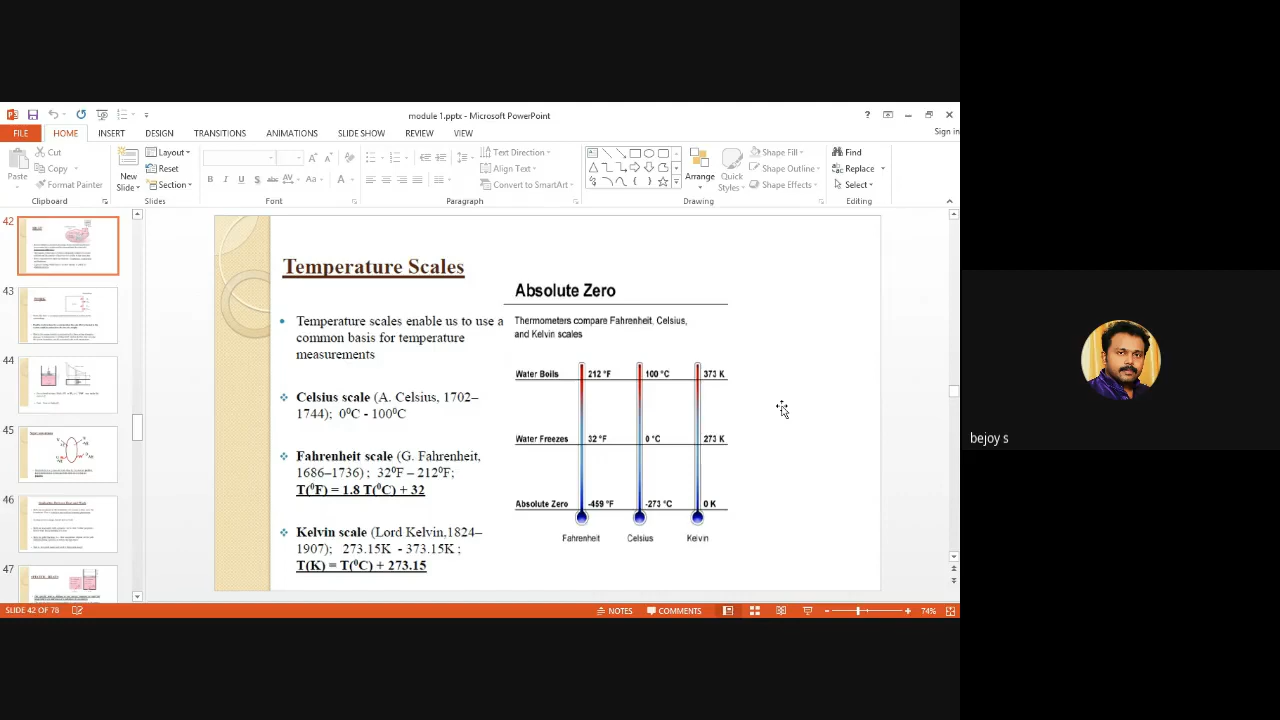 module 1.pptx - Microsoft PowerPoint
?
Sign in
FILE HOME INSERT DESIGN TRANSITIONS ANIMATIONS SLIDE SHOW REVIEW VIEW
Paste
Cut
Copy
Format Painter
Clipboard
New Slide
Layout
Reset
Section
Slides
B I U S abc AV Aa A
Font
Text Direction
Align Text
Convert to SmartArt
Paragraph
Arrange
Quick Styles
Shape Fill
Shape Outline
Shape Effects
Drawing
Find
Replace
Select
Editing
42
43
44
45
46
47
Temperature Scales
Temperature scales enable us to use a
common basis for temperature
measurements
Celsius scale (A. Celsius, 1702–
1744); 0⁰C - 100⁰C
Fahrenheit scale (G. Fahrenheit,
1686–1736) ; 32⁰F – 212⁰F;
T(⁰F) = 1.8 T(⁰C) + 32
Kelvin scale (Lord Kelvin,1824–
1907); 273.15K - 373.15K ;
T(K) = T(⁰C) + 273.15
Absolute Zero
Thermometers compare Fahrenheit, Celsius,
and Kelvin scales
Water Boils 212 °F 100 °C 373 K
Water Freezes 32 °F 0 °C 273 K
Absolute Zero -459 °F -273 °C 0 K
Fahrenheit Celsius Kelvin
bejoy s
SLIDE 42 OF 78
NOTES COMMENTS 74%